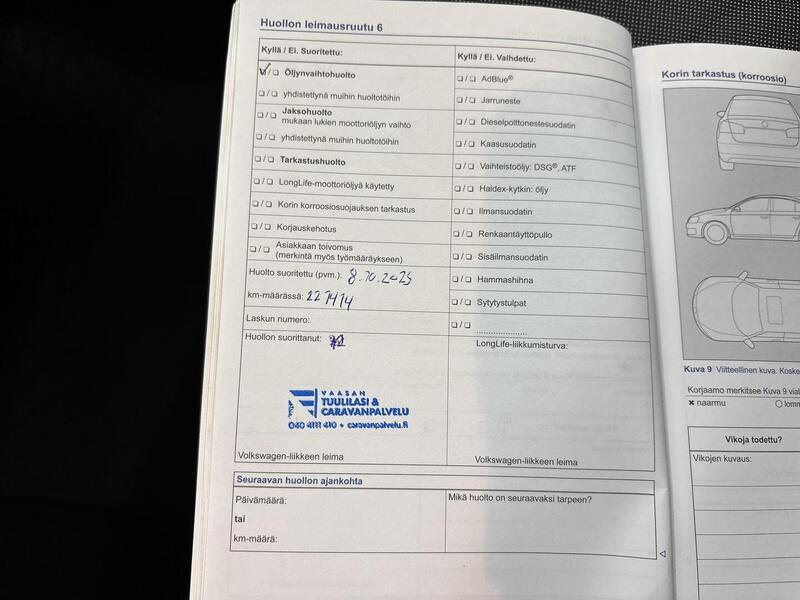 Huollon leimausruutu 6
Kyllä / Ei. Suoritettu:
Öljynvaihtohuolto
yhdistettynä muihin huoltotöihin
Jaksohuolto
mukaan lukien moottoriöljyn vaihto
yhdistettynä muihin huoltotöihin
Tarkastushuolto
LongLife-moottoriöljyä käytetty
Korin korroosiosuojauksen tarkastus
Korjauskehotus
Asiakkaan toivomus
(merkintä myös työmääräykseen)
Huolto suoritettu (pvm.): 8.10.2025
km-määrässä:
Laskun numero:
Huollon suorittanut:
VAASAN
TUULILASI &
CARAVANPALVELU
040 4111 410 • caravanpalvelu.fi
Volkswagen-liikkeen leima
Kyllä / Ei. Vaihdettu:
AdBlue®
Jarruneste
Dieselpolttonestesuodatin
Kaasusuodatin
Vaihteistoöljy: DSG®, ATF
Haldex-kytkin: öljy
Ilmansuodatin
Renkaantäyttöpullo
Sisäilmansuodatin
Hammashihna
Sytytystulpat
LongLife-liikkumisturva:
Volkswagen-liikkeen leima
Seuraavan huollon ajankohta
Päivämäärä:
tai
km-määrä:
Mikä huolto on seuraavaksi tarpeen?
Korin tarkastus (korroosio)
Kuva 9 Viitteellinen kuva.
Korjaamo merkitsee Kuva 9
naarmu
Vikoja todettu?
Vikojen kuvaus: